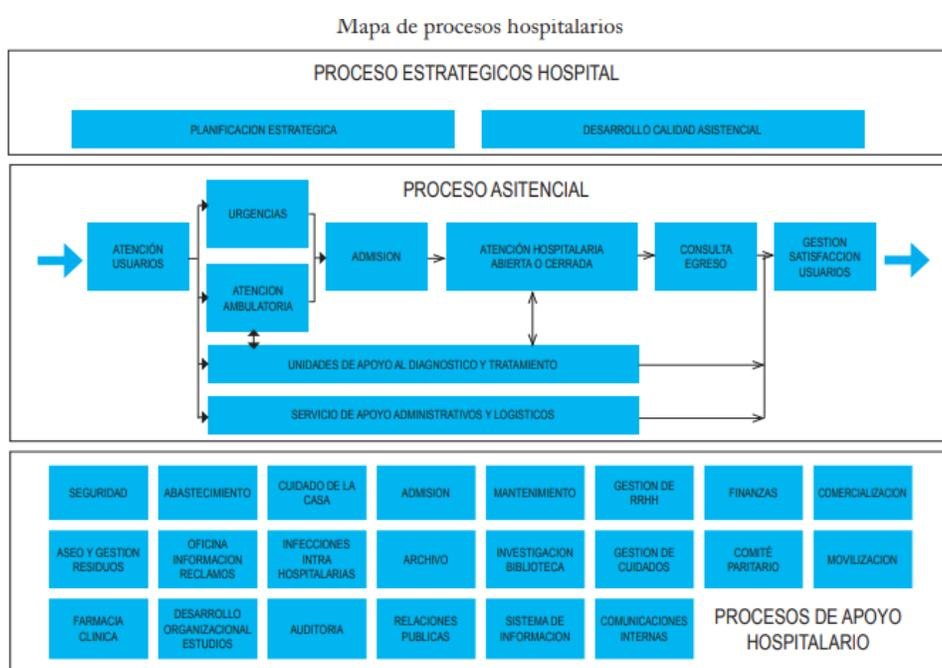 Mapa de procesos hospitalarios
PROCESO ESTRATEGICOS HOSPITAL
PLANIFICACION ESTRATEGICA
DESARROLLO CALIDAD ASISTENCIAL
PROCESO ASITENCIAL
ATENCIÓN
USUARIOS
URGENCIAS
ATENCION
AMBULATORIA
ADMISION
ATENCIÓN HOSPITALARIA
ABIERTA O CERRADA
CONSULTA
EGRESO
GESTION
SATISFACCION
USUARIOS
UNIDADES DE APOYO AL DIAGNOSTICO Y TRATAMIENTO
SERVICIO DE APOYO ADMINISTRATIVOS Y LOGISTICOS
SEGURIDAD
ABASTECIMIENTO
CUIDADO DE LA
CASA
ADMISION
MANTENIMIENTO
GESTION DE
RRHH
FINANZAS
COMERCIALIZACION
ASEO Y GESTION
RESIDUOS
OFICINA
INFORMACION
RECLAMOS
INFECCIONES
INTRA
HOSPITALARIAS
ARCHIVO
INVESTIGACION
BIBLIOTECA
GESTION DE
CUIDADOS
COMITÉ
PARITARIO
MOVILIZACION
FARMACIA
CLINICA
DESARROLLO
ORGANIZACIONAL
ESTUDIOS
AUDITORIA
RELACIONES
PUBLICAS
SISTEMA DE
INFORMACION
COMUNICACIONES
INTERNAS
PROCESOS DE APOYO
HOSPITALARIO